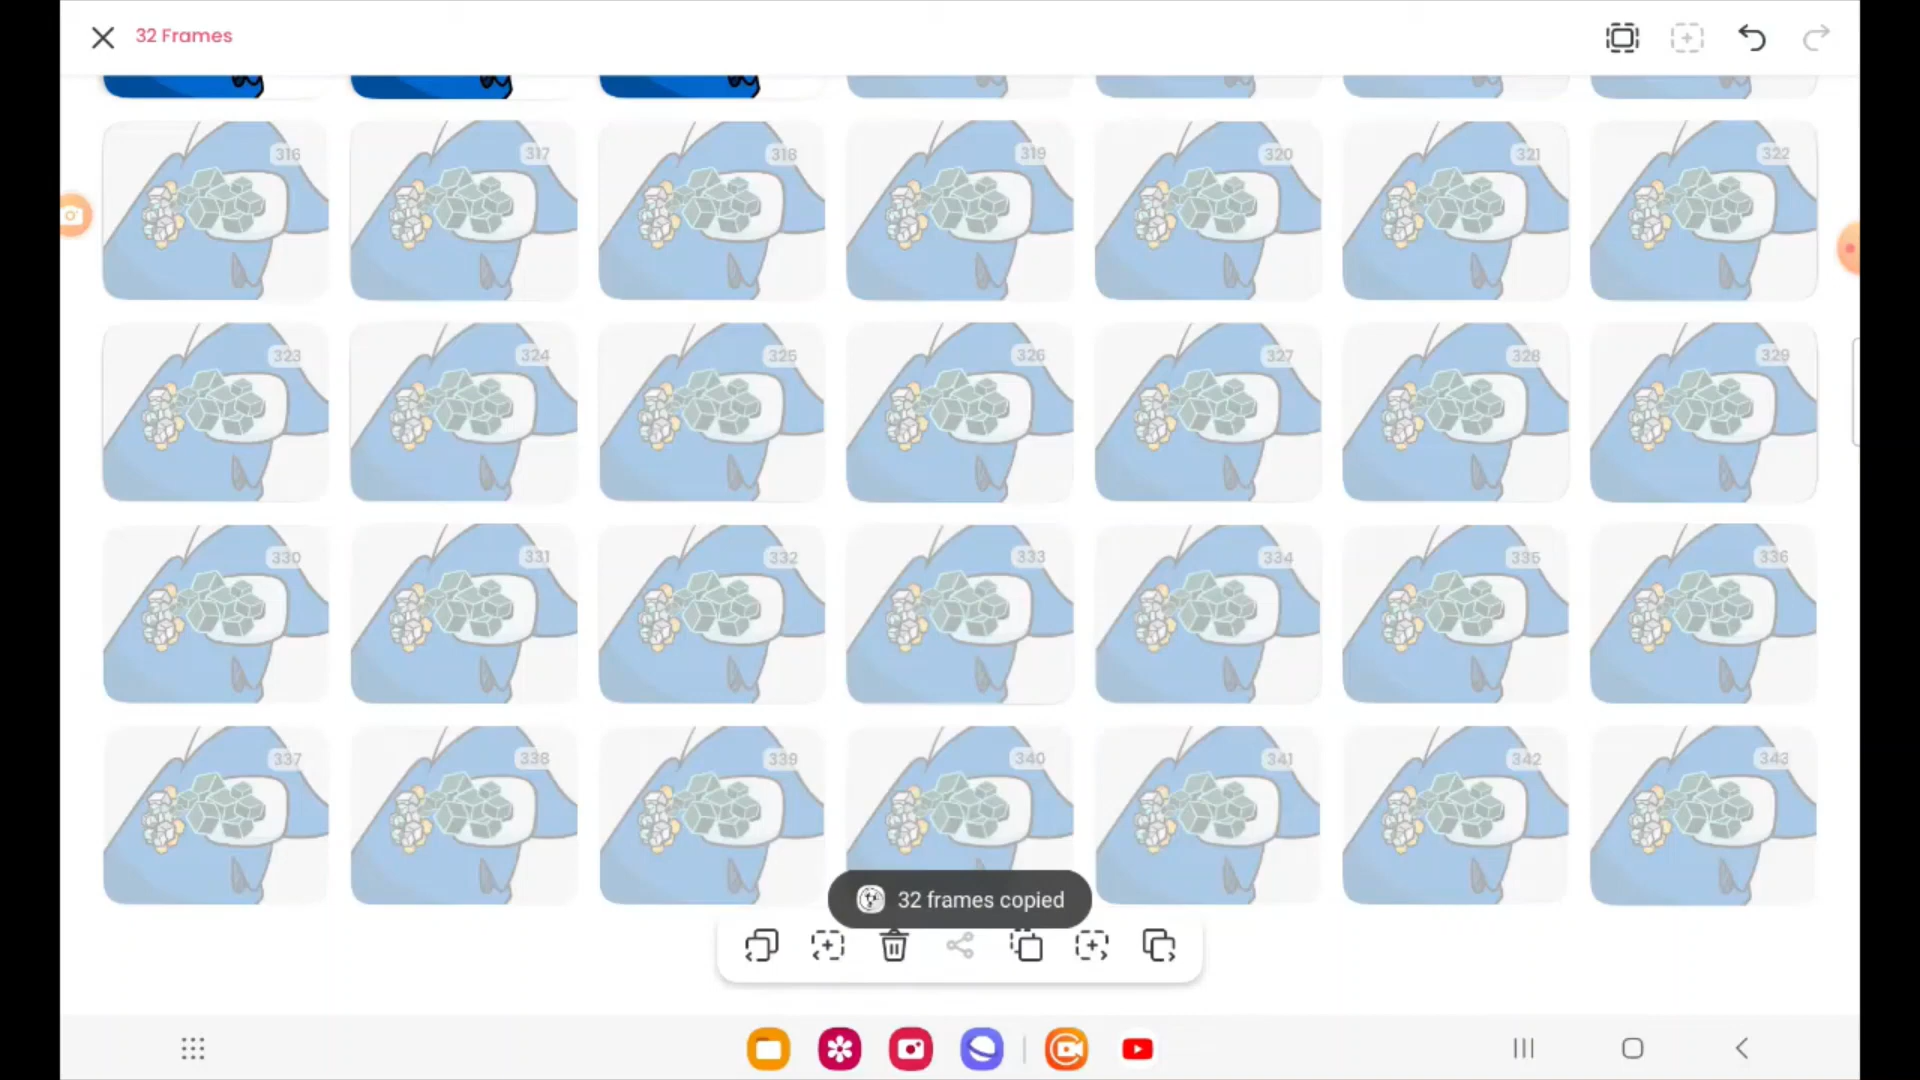 32 Frames
316 317 318 319 320 321 322
323 324 325 326 327 328 329
330 331 332 333 334 335 336
337 338 339 340 341 342 343
32 frames copied